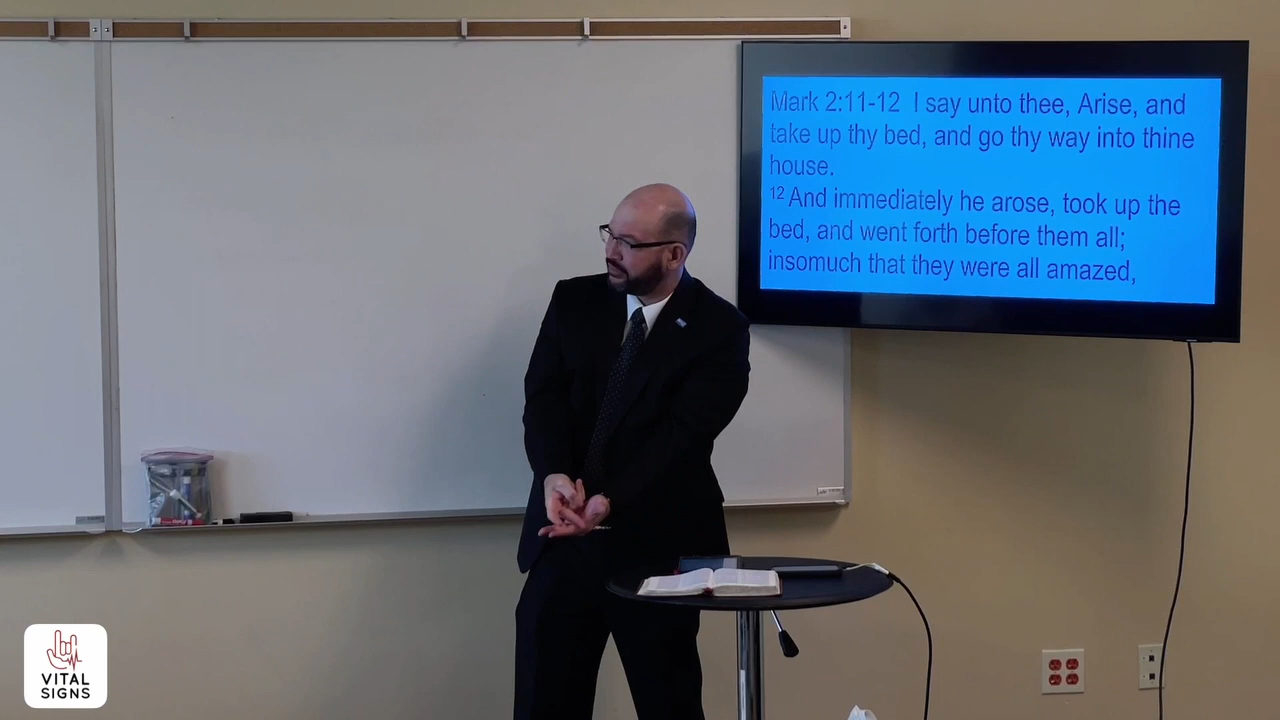 Mark 2:11-12 I say unto thee, Arise, and
take up thy bed, and go thy way into thine
house.
12 And immediately he arose, took up the
bed, and went forth before them all;
insomuch that they were all amazed,
VITAL
SIGNS